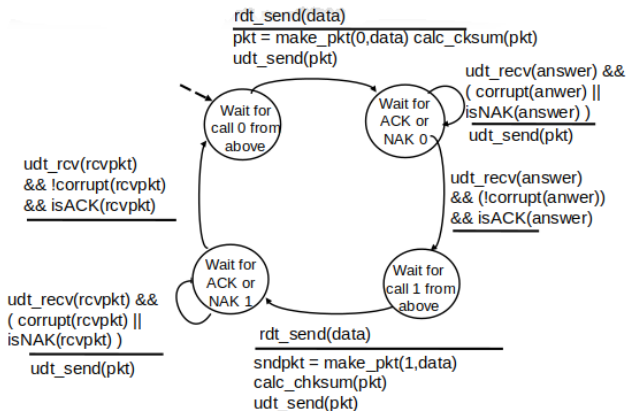 rdt_send(data)
pkt = make_pkt(0,data) calc_cksum(pkt)
udt_send(pkt)
Wait for
call 0 from
above
Wait for
ACK or
NAK 0
udt_recv(answer) &&
( corrupt(anwer) ||
isNAK(answer) )
udt_send(pkt)
udt_rcv(rcvpkt)
&& !corrupt(rcvpkt)
&& isACK(rcvpkt)
udt_recv(answer)
&& (!corrupt(anwer))
&& isACK(answer)
Wait for
ACK or
NAK 1
Wait for
call 1 from
above
udt_recv(rcvpkt) &&
( corrupt(rcvpkt) ||
isNAK(rcvpkt) )
udt_send(pkt)
rdt_send(data)
sndpkt = make_pkt(1,data)
calc_chksum(pkt)
udt_send(pkt)